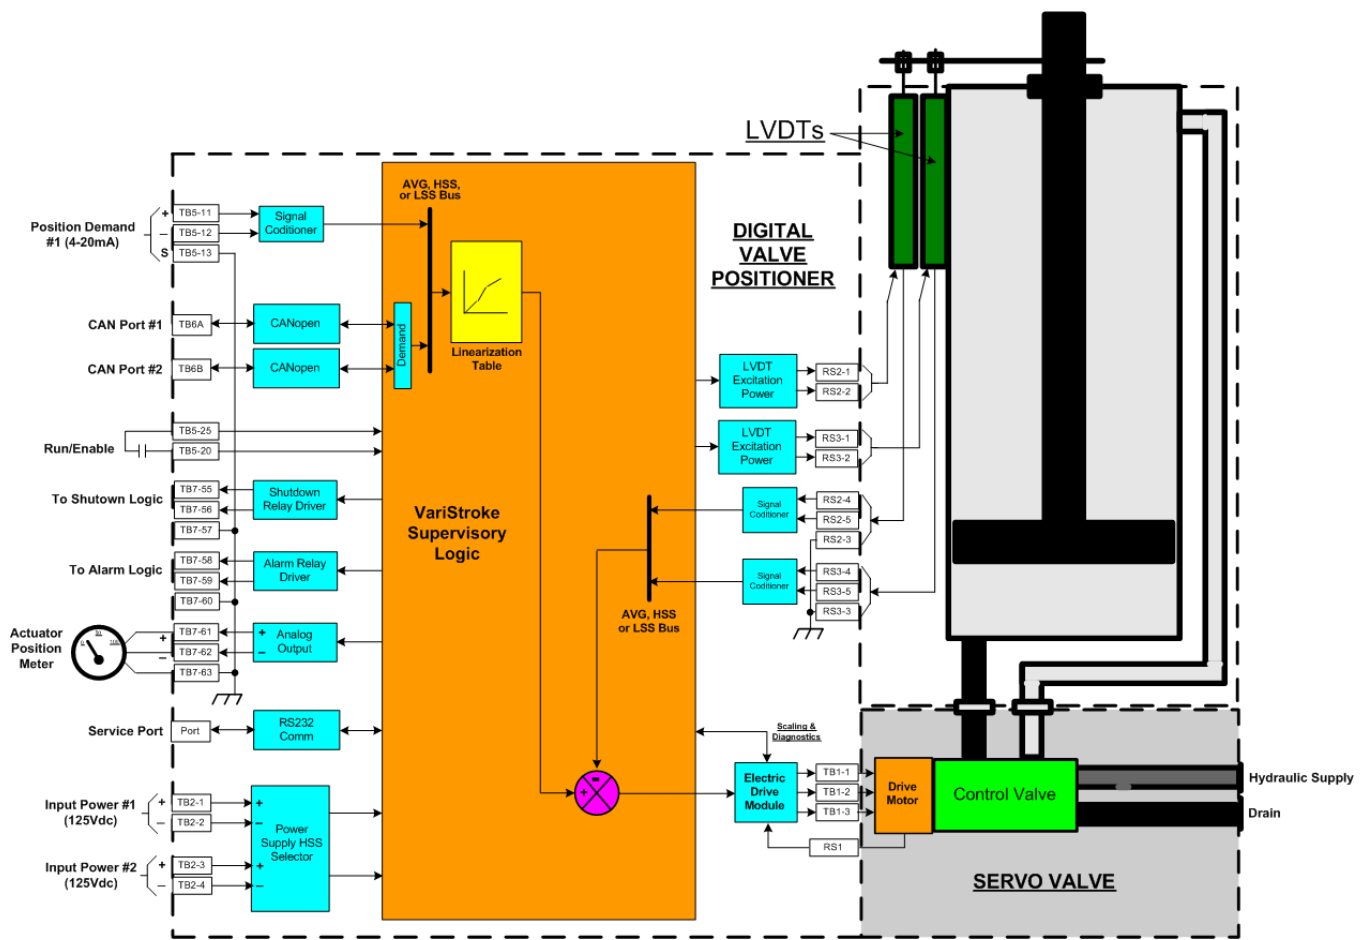 LVDTs
AVG, HSS,
or LSS Bus
Position Demand
#1 (4-20mA)
+
−
S
TB5-11
TB5-12
TB5-13
Signal
Coditioner
DIGITAL
VALVE
POSITIONER
CAN Port #1
TB6A
CANopen
CAN Port #2
TB6B
CANopen
Demand
Linearization
Table
LVDT
Excitation
Power
RS2-1
RS2-2
Run/Enable
TB5-25
TB5-20
LVDT
Excitation
Power
RS3-1
RS3-2
To Shutown Logic
TB7-55
TB7-56
TB7-57
Shutdown
Relay Driver
VariStroke
Supervisory
Logic
Signal
Coditioner
RS2-4
RS2-5
RS2-3
To Alarm Logic
TB7-58
TB7-59
TB7-60
Alarm Relay
Driver
Signal
Coditioner
RS3-4
RS3-5
RS3-3
AVG, HSS
or LSS Bus
Actuator
Position
Meter
0
50
100
+
−
TB7-61
TB7-62
TB7-63
+
−
Analog
Output
Service Port
Port
RS232
Comm
Scaling &
Diagnostics
Input Power #1
(125Vdc)
+
−
TB2-1
TB2-2
+
−
Power
Supply HSS
Selector
Input Power #2
(125Vdc)
+
−
TB2-3
TB2-4
+
−
−
+
Electric
Drive
Module
TB1-1
TB1-2
TB1-3
RS1
Drive
Motor
Control Valve
Hydraulic Supply
Drain
SERVO VALVE